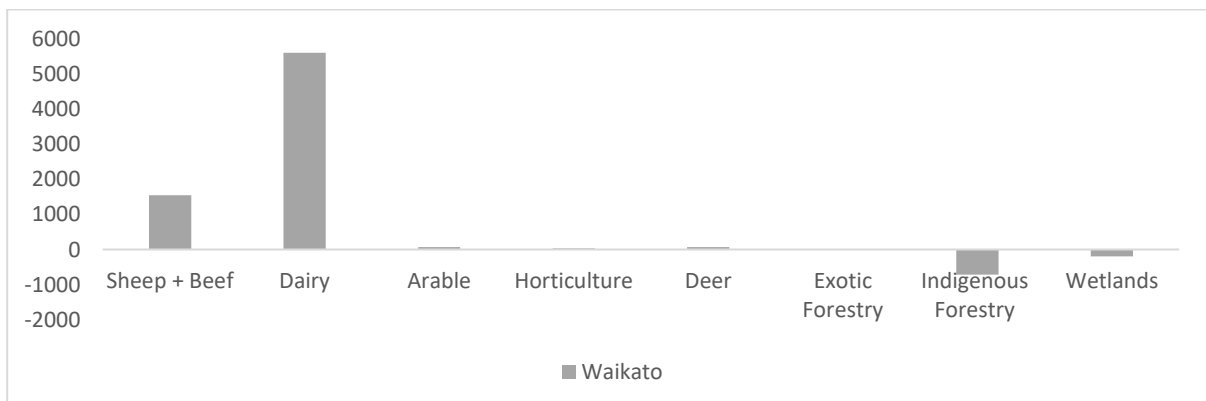 6000
5000
4000
3000
2000
1000
0
-1000
-2000
Sheep + Beef
Dairy
Arable
Horticulture
Deer
Exotic
Forestry
Indigenous
Forestry
Wetlands
Waikato